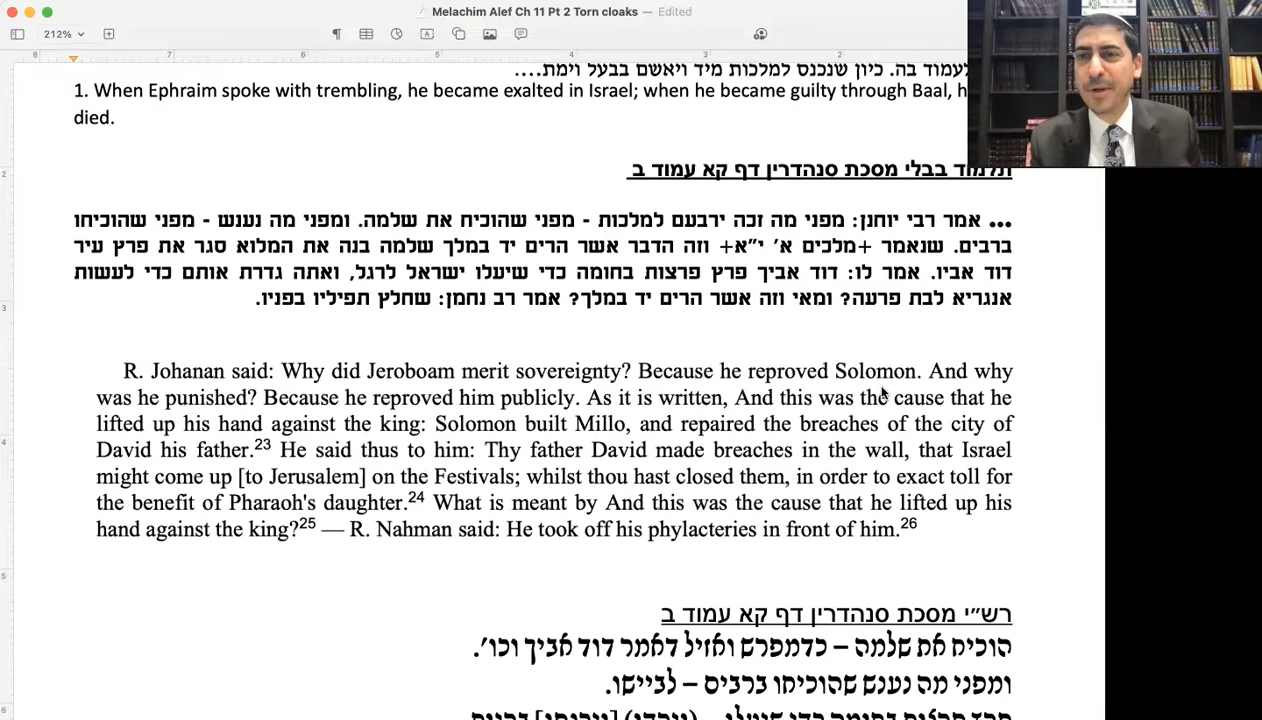 Melachim Alef Ch 11 Pt 2 Torn cloaks — Edited
212%
8 7 6 5 4 3 2
לעמוד בה. כיון שנכנס למלכות מיד ויאשם בבעל וימת....
1. When Ephraim spoke with trembling, he became exalted in Israel; when he became guilty through Baal, h
died.
תלמוד בבלי מסכת סנהדרין דף קא עמוד ב
... אמר רבי יוחנן: מפני מה זכה ירבעם למלכות - מפני שהוכיח את שלמה. ומפני מה נענש - מפני שהוכיחו
ברבים. שנאמר +מלכים א' י"א+ וזה הדבר אשר הרים יד במלך שלמה בנה את המלוא סגר את פרץ עיר
דוד אביו. אמר לו: דוד אביך פרץ פרצות בחומה כדי שיעלו ישראל לרגל, ואתה גדרת אותם כדי לעשות
אנגריא לבת פרעה? ומאי וזה אשר הרים יד במלך? אמר רב נחמן: שחלץ תפיליו בפניו.
R. Johanan said: Why did Jeroboam merit sovereignty? Because he reproved Solomon. And why
was he punished? Because he reproved him publicly. As it is written, And this was the cause that he
lifted up his hand against the king: Solomon built Millo, and repaired the breaches of the city of
David his father.23 He said thus to him: Thy father David made breaches in the wall, that Israel
might come up [to Jerusalem] on the Festivals; whilst thou hast closed them, in order to exact toll for
the benefit of Pharaoh's daughter.24 What is meant by And this was the cause that he lifted up his
hand against the king?25 — R. Nahman said: He took off his phylacteries in front of him.26
רש״י מסכת סנהדרין דף קא עמוד ב
הוכיח את שלמה – כדמפרש ואזיל דאמר דוד אביך וכו'.
ומפני מה נענש שהוכיחו ברבים – לביישו.